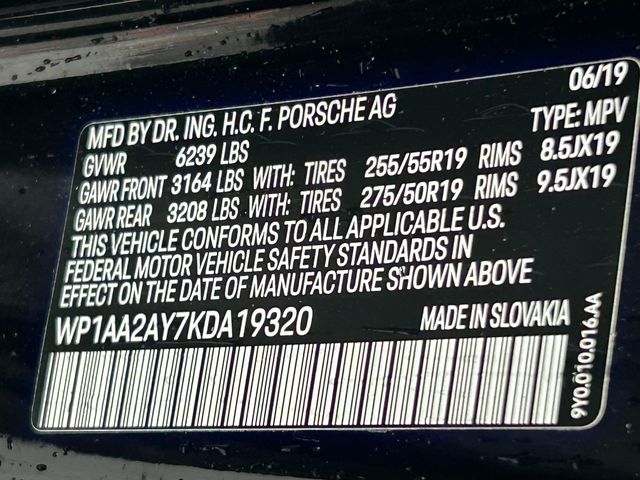 06/19
MFD BY DR. ING. H.C. F. PORSCHE AG TYPE: MPV
GVWR 6239 LBS
GAWR FRONT 3164 LBS WITH: TIRES 255/55R19 RIMS 8.5JX19
GAWR REAR 3208 LBS WITH: TIRES 275/50R19 RIMS 9.5JX19
THIS VEHICLE CONFORMS TO ALL APPLICABLE U.S.
FEDERAL MOTOR VEHICLE SAFETY STANDARDS IN
EFFECT ON THE DATE OF MANUFACTURE SHOWN ABOVE
WP1AA2AY7KDA19320 MADE IN SLOVAKIA
9Y0.010.016.AA